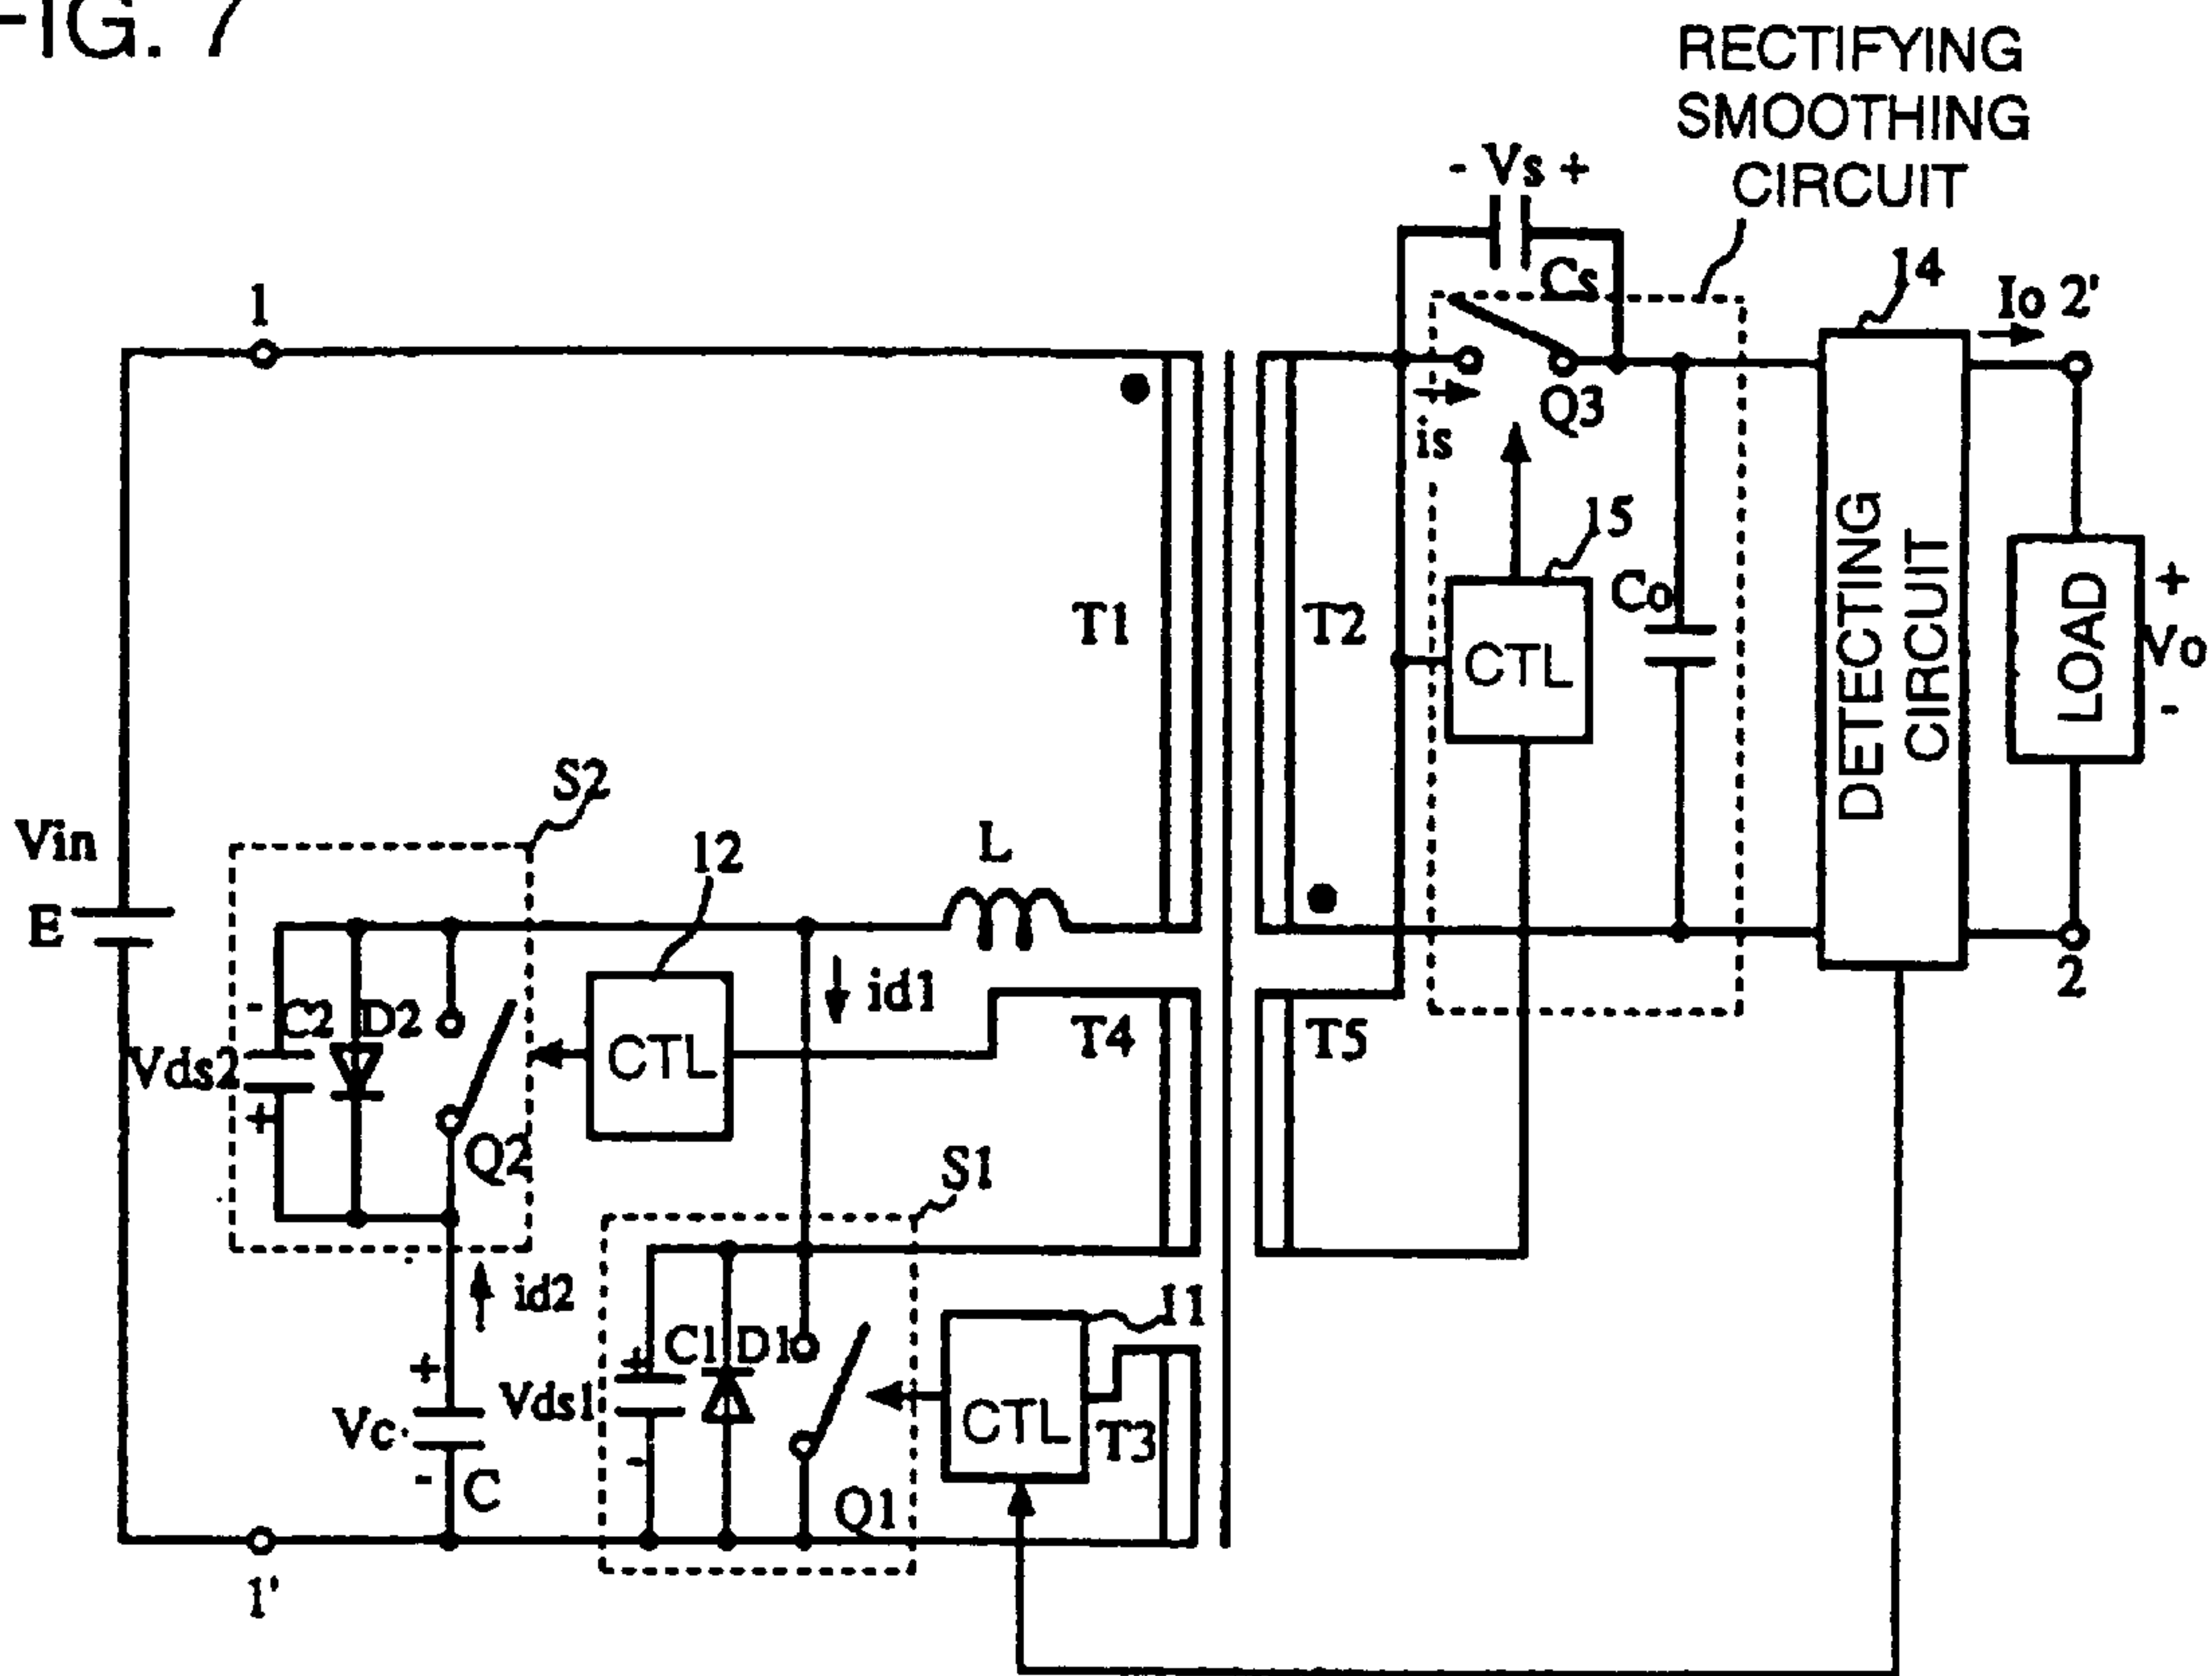 FIG. 7
RECTIFYING
SMOOTHING
CIRCUIT
- Vs +
Cs
14
Io 2'
1
Q3
is
15
DETECTING
CIRCUIT
T1
T2
Co
CTL
LOAD
+
Vo
-
S2
Vin
12
L
E
2
id1
- C2 D2
T4
T5
CTL
Vds2
+
Q2
S1
id2
11
+
C1 D1
+
Vds1
CTL
T3
Vc
-
- C
Q1
1'